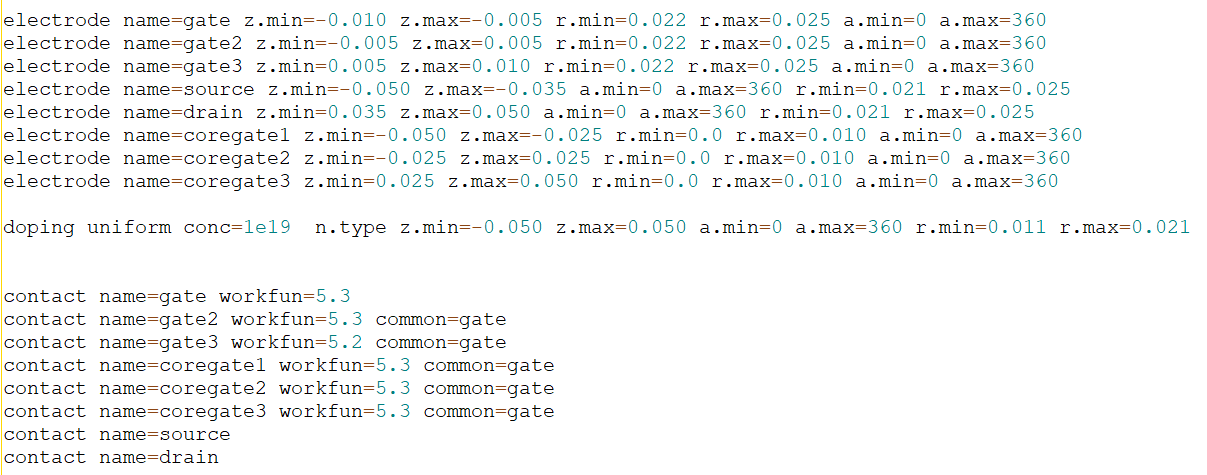 electrode name=gate z.min=-0.010 z.max=-0.005 r.min=0.022 r.max=0.025 a.min=0 a.max=360
electrode name=gate2 z.min=-0.005 z.max=0.005 r.min=0.022 r.max=0.025 a.min=0 a.max=360
electrode name=gate3 z.min=0.005 z.max=0.010 r.min=0.022 r.max=0.025 a.min=0 a.max=360
electrode name=source z.min=-0.050 z.max=-0.035 a.min=0 a.max=360 r.min=0.021 r.max=0.025
electrode name=drain z.min=0.035 z.max=0.050 a.min=0 a.max=360 r.min=0.021 r.max=0.025
electrode name=coregate1 z.min=-0.050 z.max=-0.025 r.min=0.0 r.max=0.010 a.min=0 a.max=360
electrode name=coregate2 z.min=-0.025 z.max=0.025 r.min=0.0 r.max=0.010 a.min=0 a.max=360
electrode name=coregate3 z.min=0.025 z.max=0.050 r.min=0.0 r.max=0.010 a.min=0 a.max=360
doping uniform conc=1e19  n.type z.min=-0.050 z.max=0.050 a.min=0 a.max=360 r.min=0.011 r.max=0.021
contact name=gate workfun=5.3
contact name=gate2 workfun=5.3 common=gate
contact name=gate3 workfun=5.2 common=gate
contact name=coregate1 workfun=5.3 common=gate
contact name=coregate2 workfun=5.3 common=gate
contact name=coregate3 workfun=5.3 common=gate
contact name=source
contact name=drain